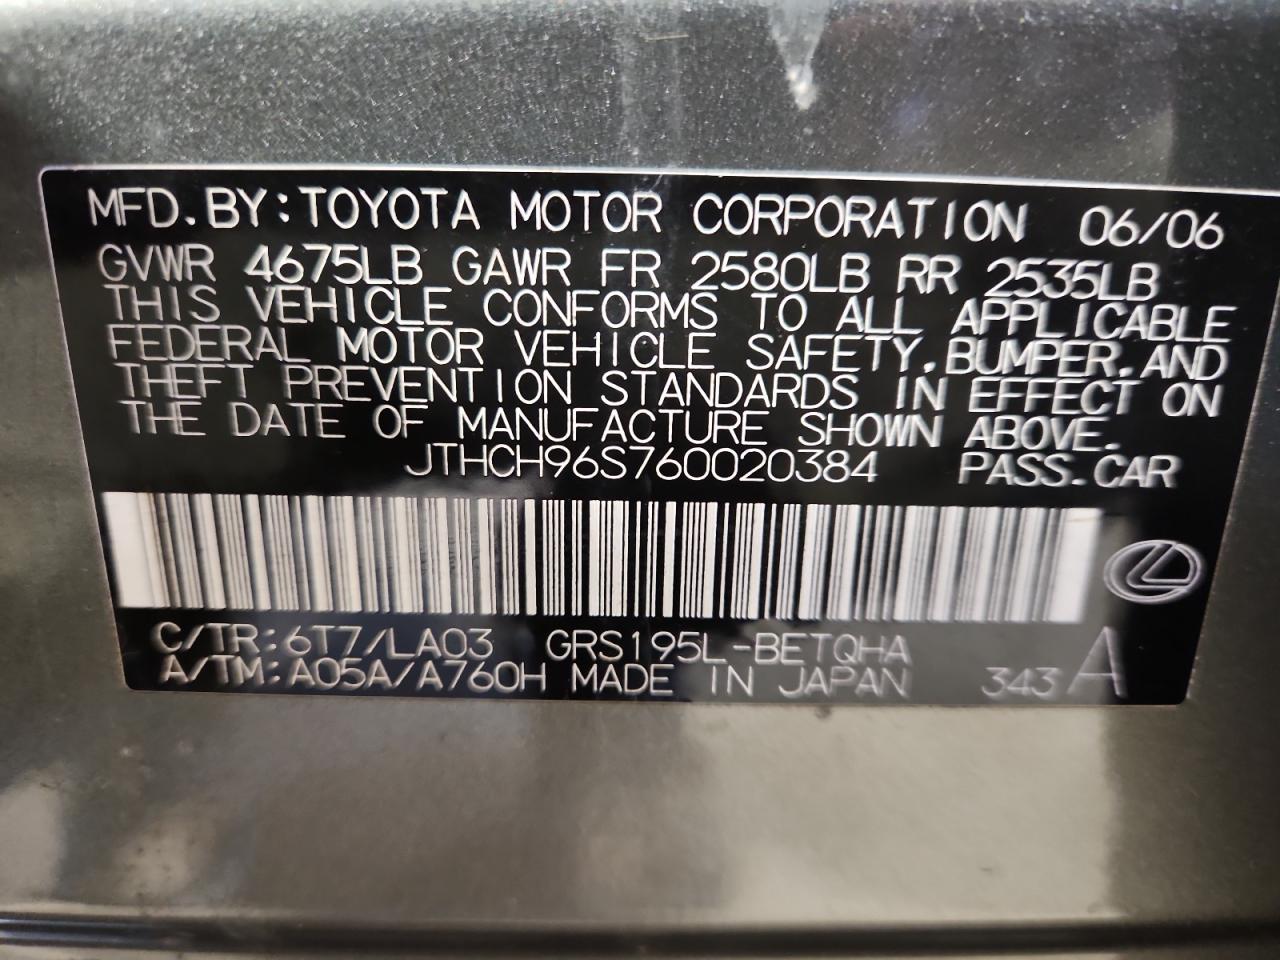 MFD.BY:TOYOTA MOTOR CORPORATION 06/06
GVWR 4675LB GAWR FR 2580LB RR 2535LB
THIS VEHICLE CONFORMS TO ALL APPLICABLE
FEDERAL MOTOR VEHICLE SAFETY,BUMPER,AND
THEFT PREVENTION STANDARDS IN EFFECT ON
THE DATE OF MANUFACTURE SHOWN ABOVE.
JTHCH96S760020384 PASS.CAR
C/TR:6T7/LA03 GRS195L-BETQHA
A/TM:A05A/A760H MADE IN JAPAN 343 A